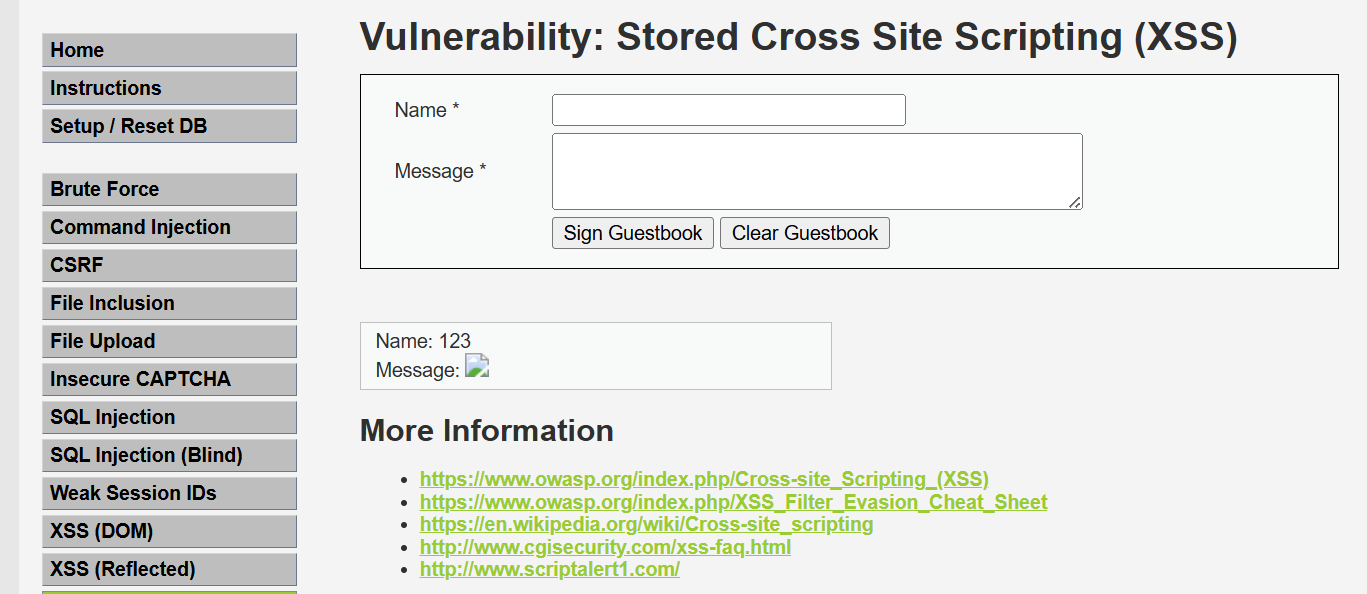 Home
Instructions
Setup / Reset DB
Brute Force
Command Injection
CSRF
File Inclusion
File Upload
Insecure CAPTCHA
SQL Injection
SQL Injection (Blind)
Weak Session IDs
XSS (DOM)
XSS (Reflected)
Vulnerability: Stored Cross Site Scripting (XSS)
Name *
Message *
Sign Guestbook Clear Guestbook
Name: 123
Message:
More Information
https://www.owasp.org/index.php/Cross-site_Scripting_(XSS)
https://www.owasp.org/index.php/XSS_Filter_Evasion_Cheat_Sheet
https://en.wikipedia.org/wiki/Cross-site_scripting
http://www.cgisecurity.com/xss-faq.html
http://www.scriptalert1.com/